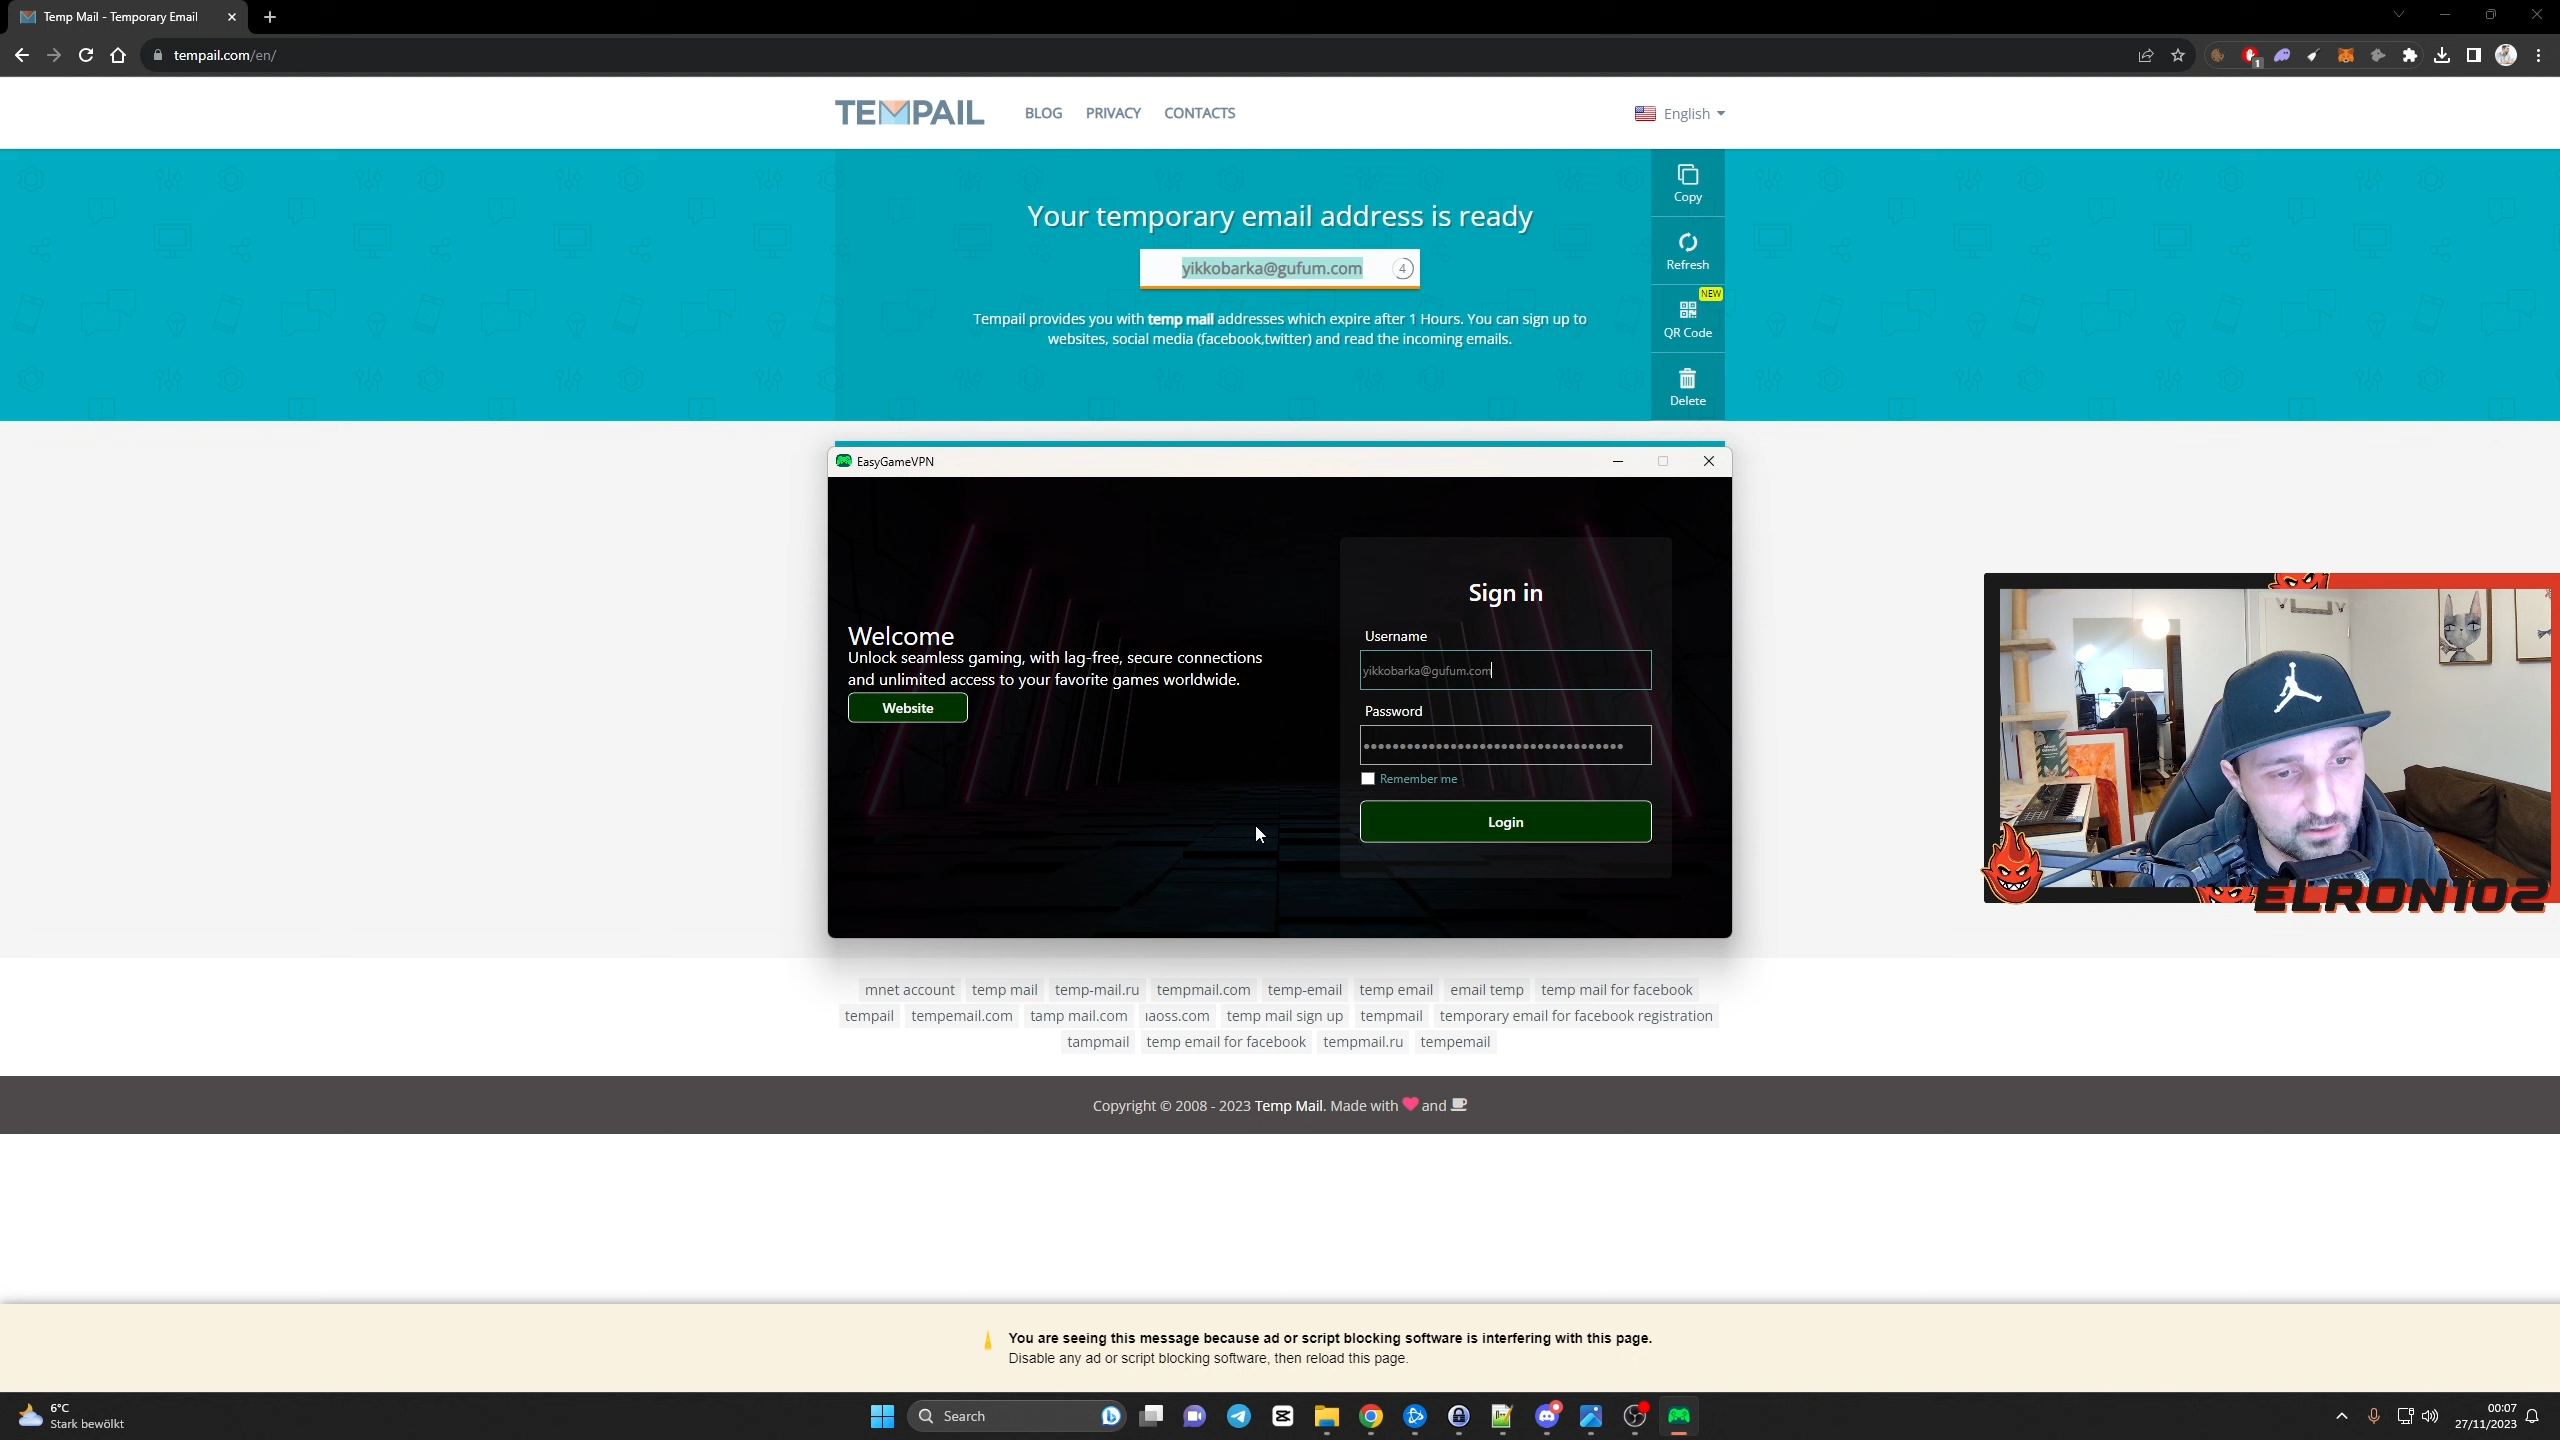 Temp Mail - Temporary Email
tempail.com/en/
1
TEMPAIL
BLOG
PRIVACY
CONTACTS
English
Your temporary email address is ready
yikkobarka@gufum.com
4
Tempail provides you with temp mail addresses which expire after 1 Hours. You can sign up to
websites, social media (facebook,twitter) and read the incoming emails.
Copy
Refresh
NEW
QR Code
Delete
EasyGameVPN
Welcome
Unlock seamless gaming, with lag-free, secure connections
and unlimited access to your favorite games worldwide.
Website
Sign in
Username
yikkobarka@gufum.com
Password
Remember me
Login
ELRON102
mnet account temp mail temp-mail.ru tempmail.com temp-email temp email email temp temp mail for facebook
tempail tempemail.com tamp mail.com ıaoss.com temp mail sign up tempmail temporary email for facebook registration
tampmail temp email for facebook tempmail.ru tempemail
Copyright © 2008 - 2023 Temp Mail. Made with and
You are seeing this message because ad or script blocking software is interfering with this page.
Disable any ad or script blocking software, then reload this page.
6°C
Stark bewölkt
Search
00:07
27/11/2023